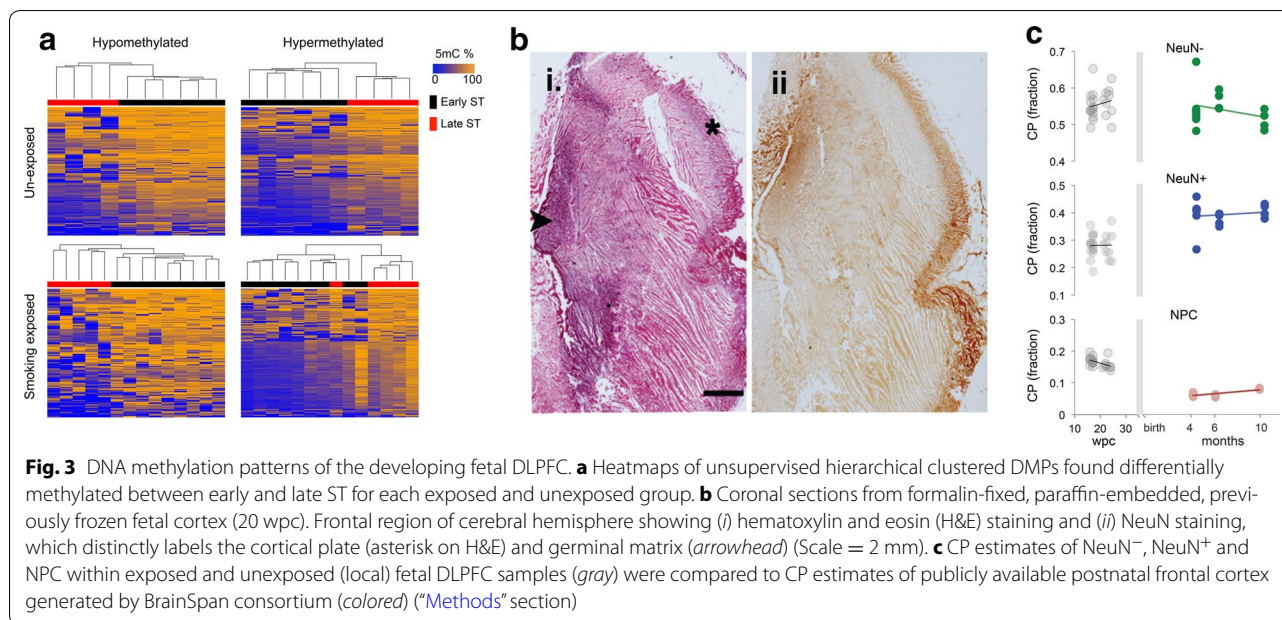 a
Hypomethylated
Hypermethylated
5mC %
0 100
Early ST
Late ST
Un-exposed
Smoking exposed
b
i.
*
ii
c
NeuN-
CP (fraction)
0.7
0.6
0.5
0.4
NeuN+
CP (fraction)
0.4
0.3
0.2
0.1
NPC
CP (fraction)
0.3
0.2
0.1
0
10 20 30 birth 4 6 10
wpc months
Fig. 3 DNA methylation patterns of the developing fetal DLPFC. a Heatmaps of unsupervised hierarchical clustered DMPs found differentially
methylated between early and late ST for each exposed and unexposed group. b Coronal sections from formalin-fixed, paraffin-embedded, previ-
ously frozen fetal cortex (20 wpc). Frontal region of cerebral hemisphere showing (i) hematoxylin and eosin (H&E) staining and (ii) NeuN staining,
which distinctly labels the cortical plate (asterisk on H&E) and germinal matrix (arrowhead) (Scale = 2 mm). c CP estimates of NeuN−, NeuN+ and
NPC within exposed and unexposed (local) fetal DLPFC samples (gray) were compared to CP estimates of publicly available postnatal frontal cortex
generated by BrainSpan consortium (colored) (“Methods” section)